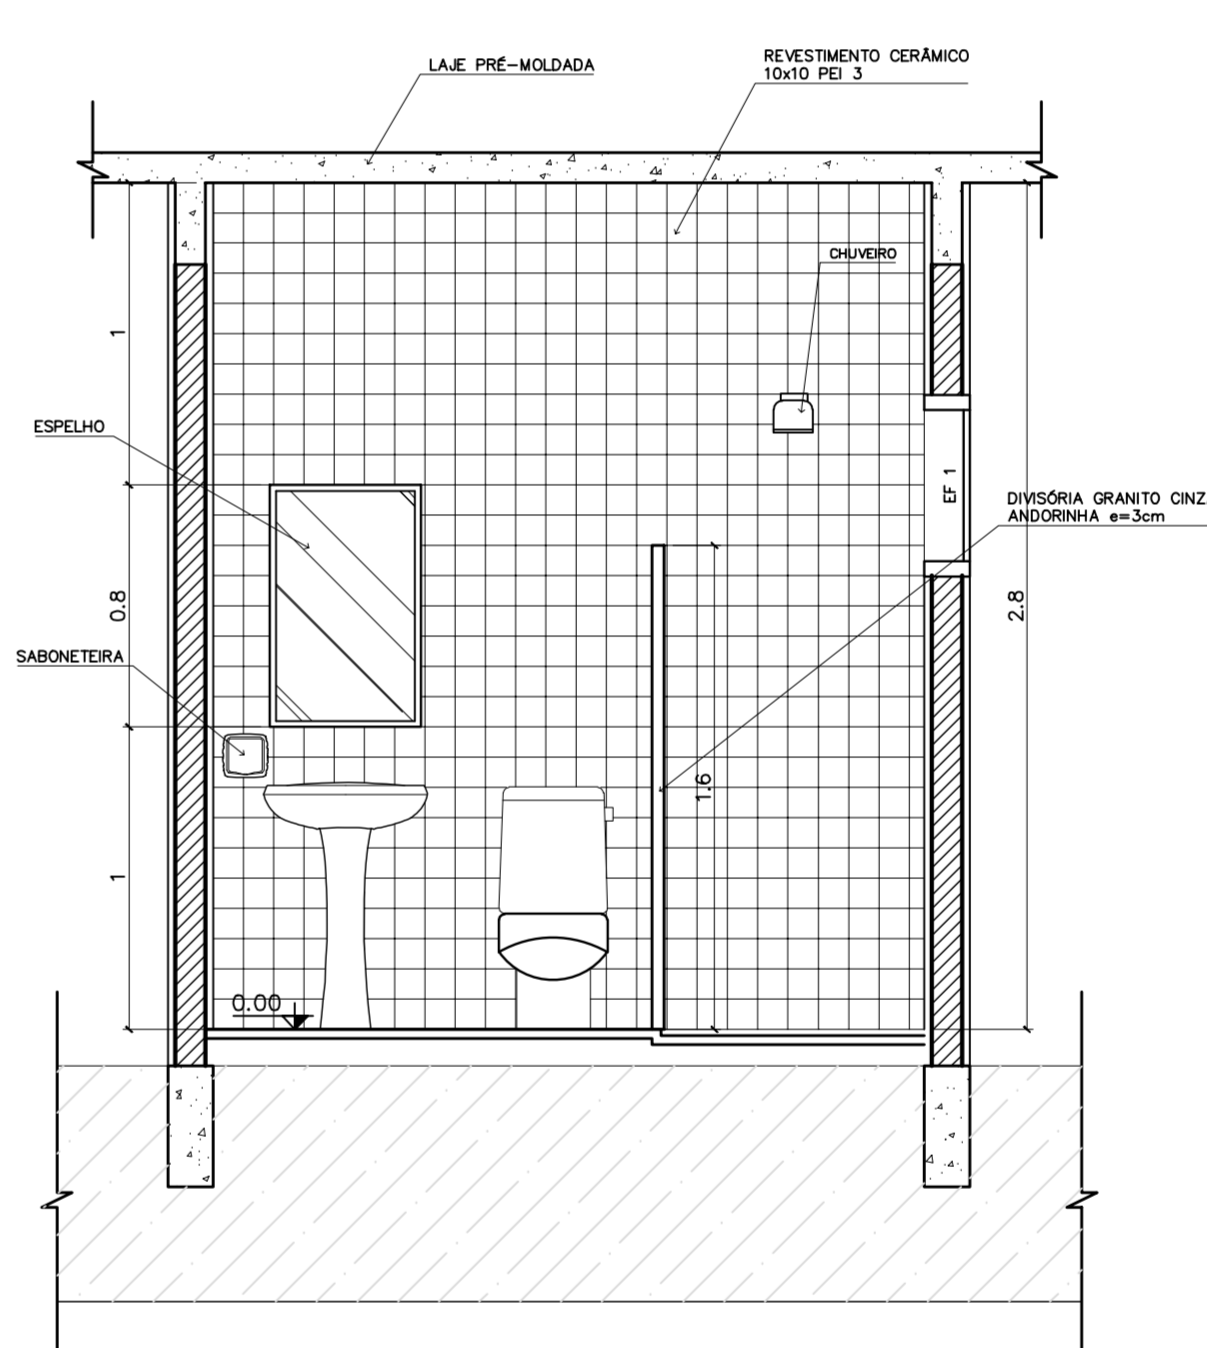 LAJE PRÉ-MOLDADA
REVESTIMENTO CERÂMICO
10x10 PEI 3
CHUVEIRO
1
ESPELHO
EF 1
DIVISÓRIA GRANITO CINZ
ANDORINHA e=3cm
0.8
2.8
SABONETEIRA
1.6
1
0.00